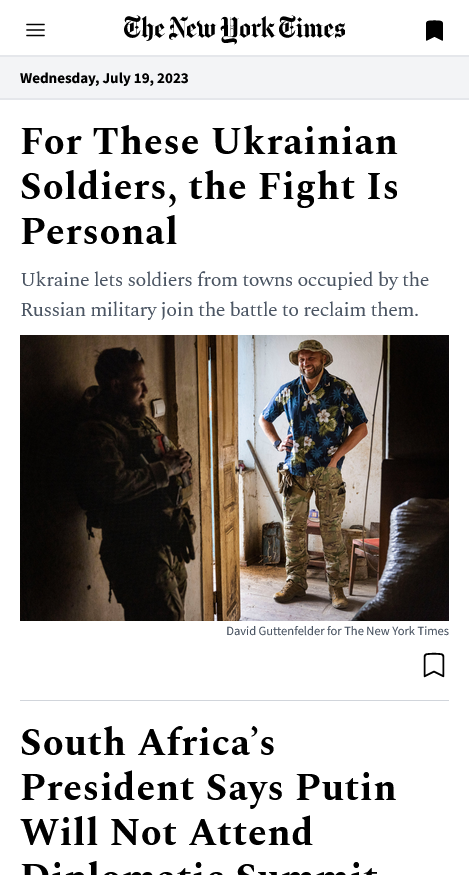 The New York Times
Wednesday, July 19, 2023
For These Ukrainian
Soldiers, the Fight Is
Personal
Ukraine lets soldiers from towns occupied by the
Russian military join the battle to reclaim them.
David Guttenfelder for The New York Times
South Africa’s
President Says Putin
Will Not Attend
Diplomatic Summit